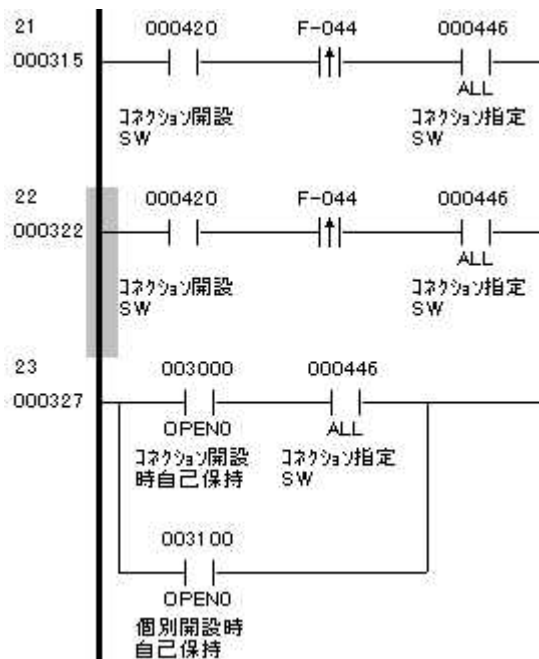 21 000420 F-044 000446
000315
ALL
ｺﾈｸｼｮﾝ開設 ｺﾈｸｼｮﾝ指定
SW SW
22 000420 F-044 000446
000322
ALL
ｺﾈｸｼｮﾝ開設 ｺﾈｸｼｮﾝ指定
SW SW
23 003000 000446
000327
OPEN0 ALL
ｺﾈｸｼｮﾝ開設 ｺﾈｸｼｮﾝ指定
時自己保持 SW
003100
OPEN0
個別開設時
自己保持